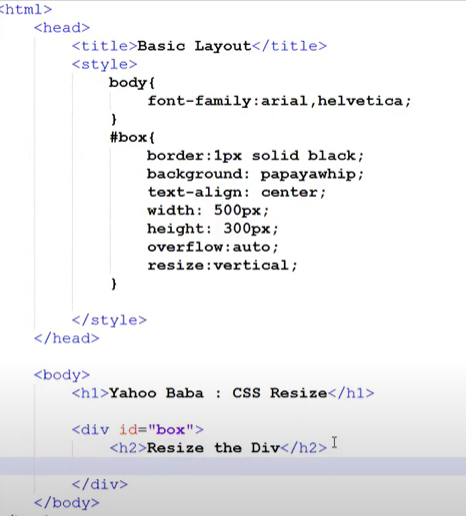 <html>
<head>
<title>Basic Layout</title>
<style>
body{
font-family:arial,helvetica;
}
#box{
border:1px solid black;
background: papayawhip;
text-align: center;
width: 500px;
height: 300px;
overflow:auto;
resize:vertical;
}
</style>
</head>
<body>
<h1>Yahoo Baba : CSS Resize</h1>
<div id="box">
<h2>Resize the Div</h2>
</div>
</body>